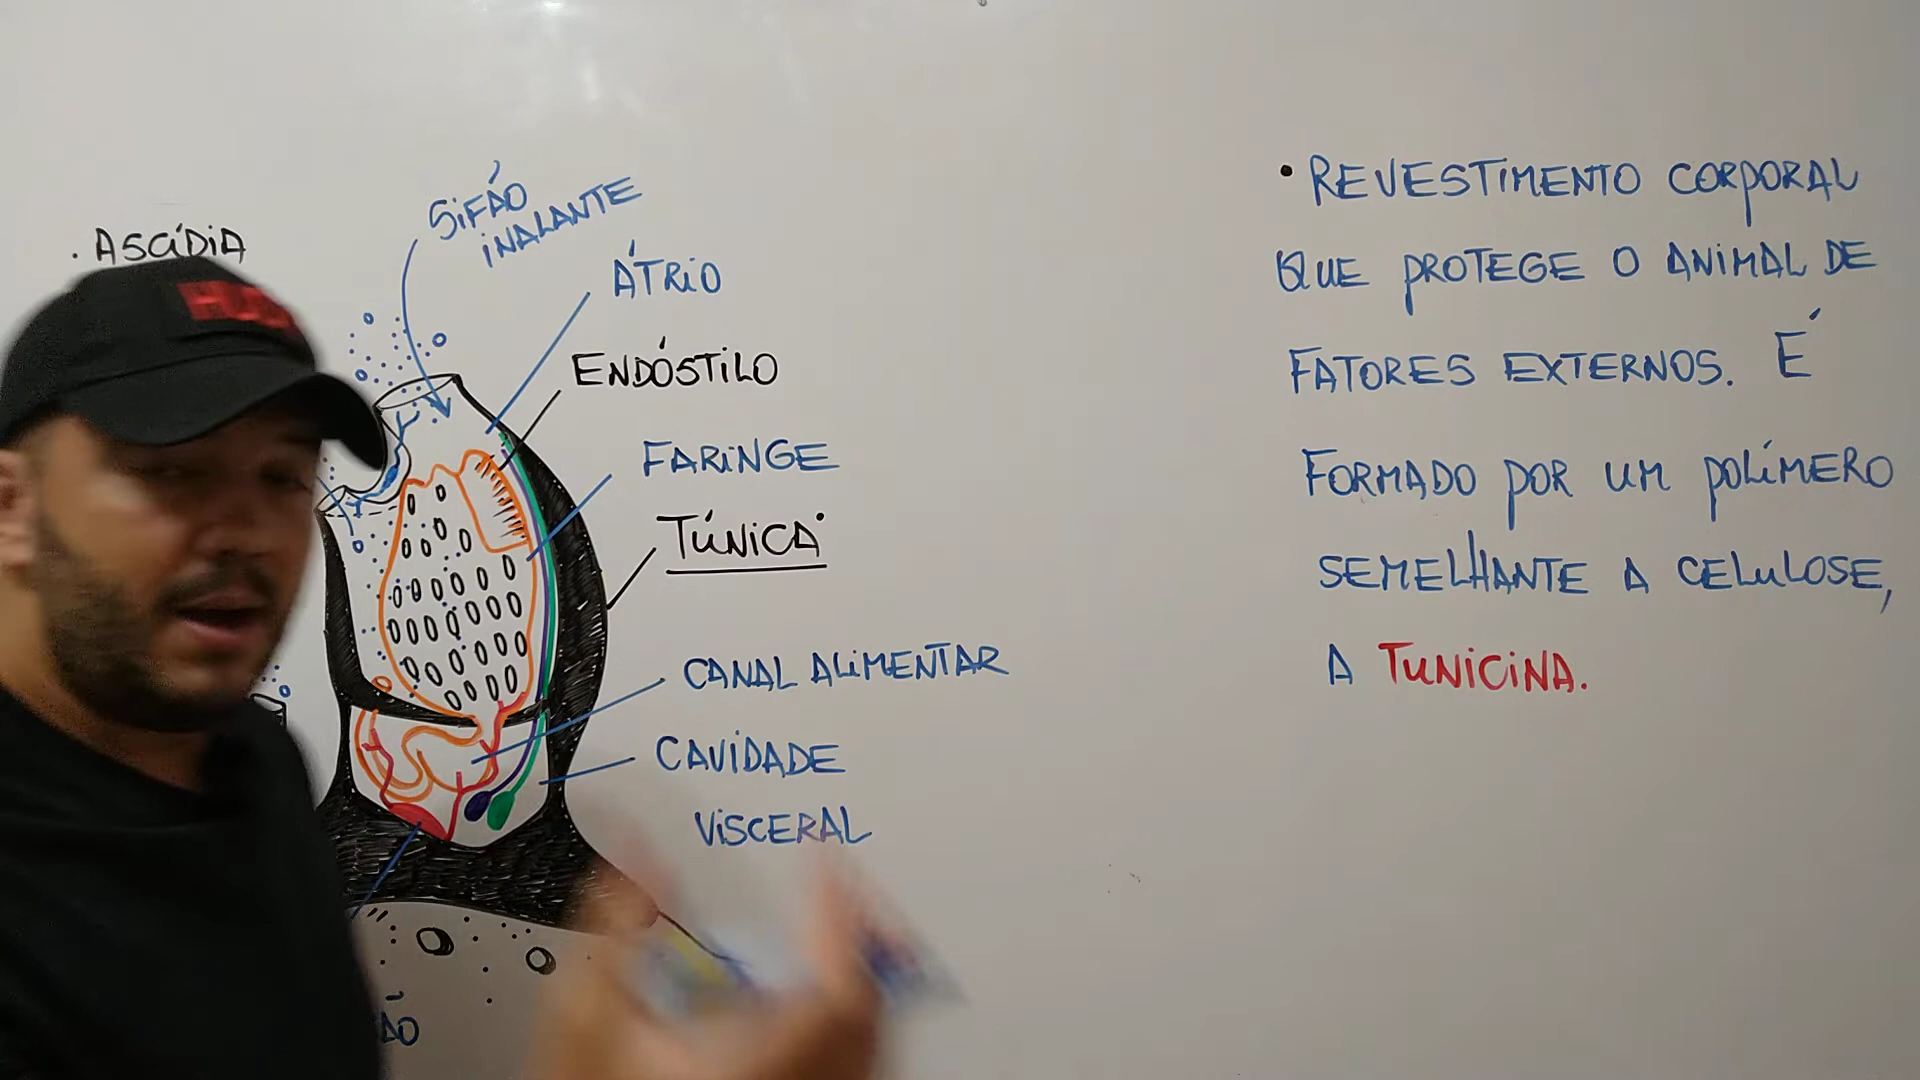 . ASCÍDIA
SIFÃO
INALANTE
ÁTRIO
ENDÓSTILO
FARINGE
TÚNICA
CANAL ALIMENTAR
CAVIDADE
VISCERAL
• REVESTIMENTO CORPORAL
QUE PROTEGE O ANIMAL DE
FATORES EXTERNOS. É
FORMADO POR UM POLÍMERO
SEMELHANTE A CELULOSE,
A TUNICINA.